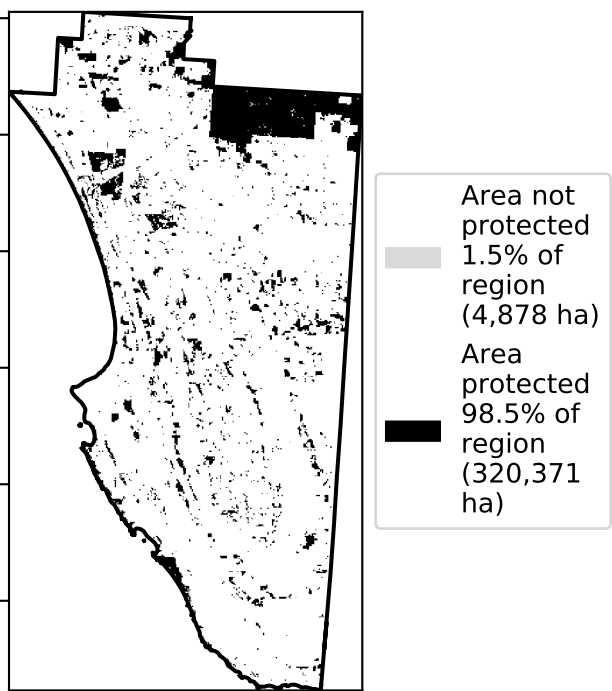 Area not
protected
1.5% of
region
(4,878 ha)
Area
protected
98.5% of
region
(320,371
ha)